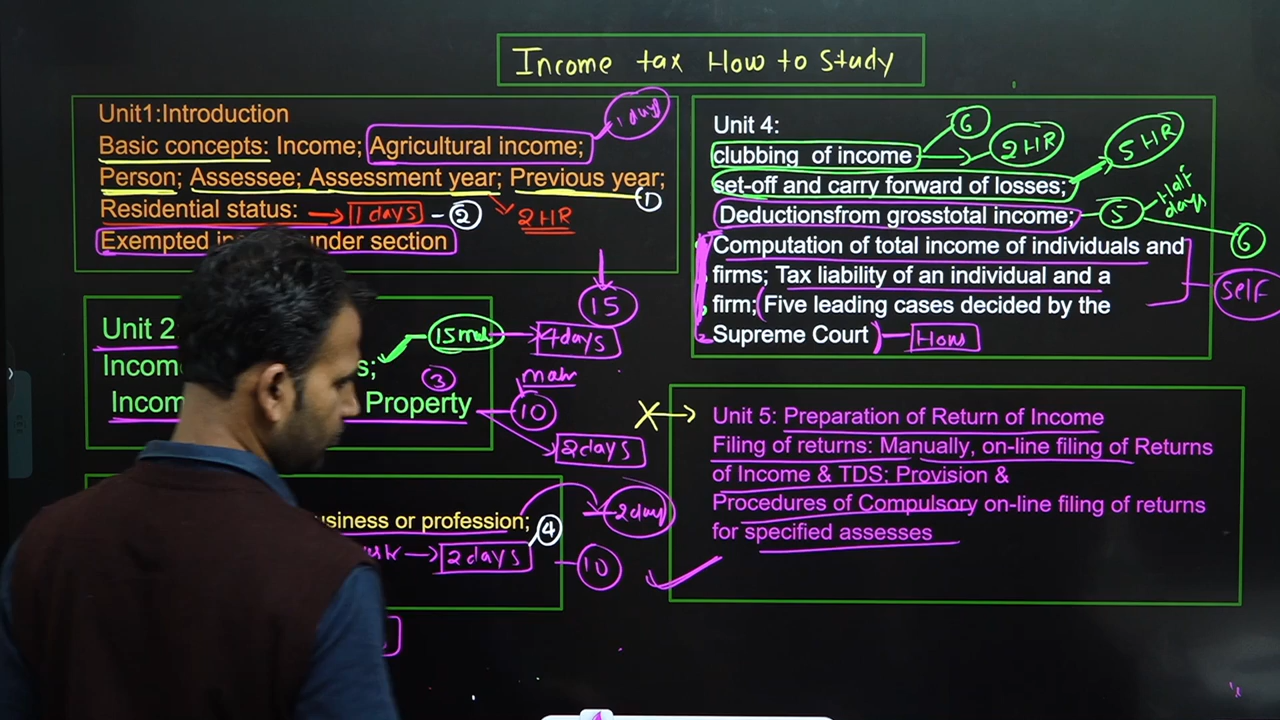 Income tax How to Study
Unit1:Introduction
Basic concepts: Income; Agricultural income; 1 days
Person; Assessee; Assessment year; Previous year; 1
Residential status: 1 days - 2 2 HR
Exempted under section
15
Unit 2
Incom s; 15 4 days
3
Incom Property 10
2 days
usiness or profession; 2 day
4
2 days
10
Unit 4:
6
clubbing of income 2 HR
5 HR
set-off and carry forward of losses;
Deductionsfrom grosstotal income; 5 Half days
6
Computation of total income of individuals and
firms; Tax liability of an individual and a
self
firm; (Five leading cases decided by the
Supreme Court) How
X
Unit 5: Preparation of Return of Income
Filing of returns: Manually, on-line filing of Returns
of Income & TDS; Provision &
Procedures of Compulsory on-line filing of returns
for specified assesses